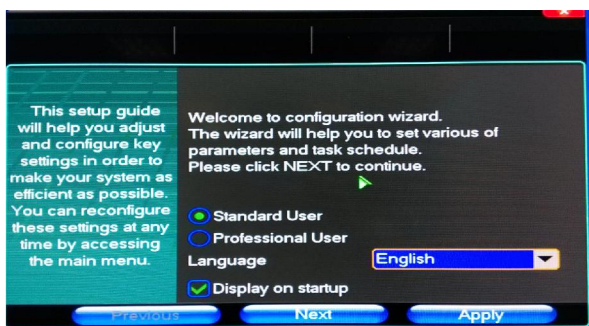 This setup guide
will help you adjust
and configure key
settings in order to
make your system as
efficient as possible.
You can reconfigure
these settings at any
time by accessing
the main menu.
Welcome to configuration wizard.
The wizard will help you to set various of
parameters and task schedule.
Please click NEXT to continue.
Standard User
Professional User
Language English
Display on startup
Previous Next Apply